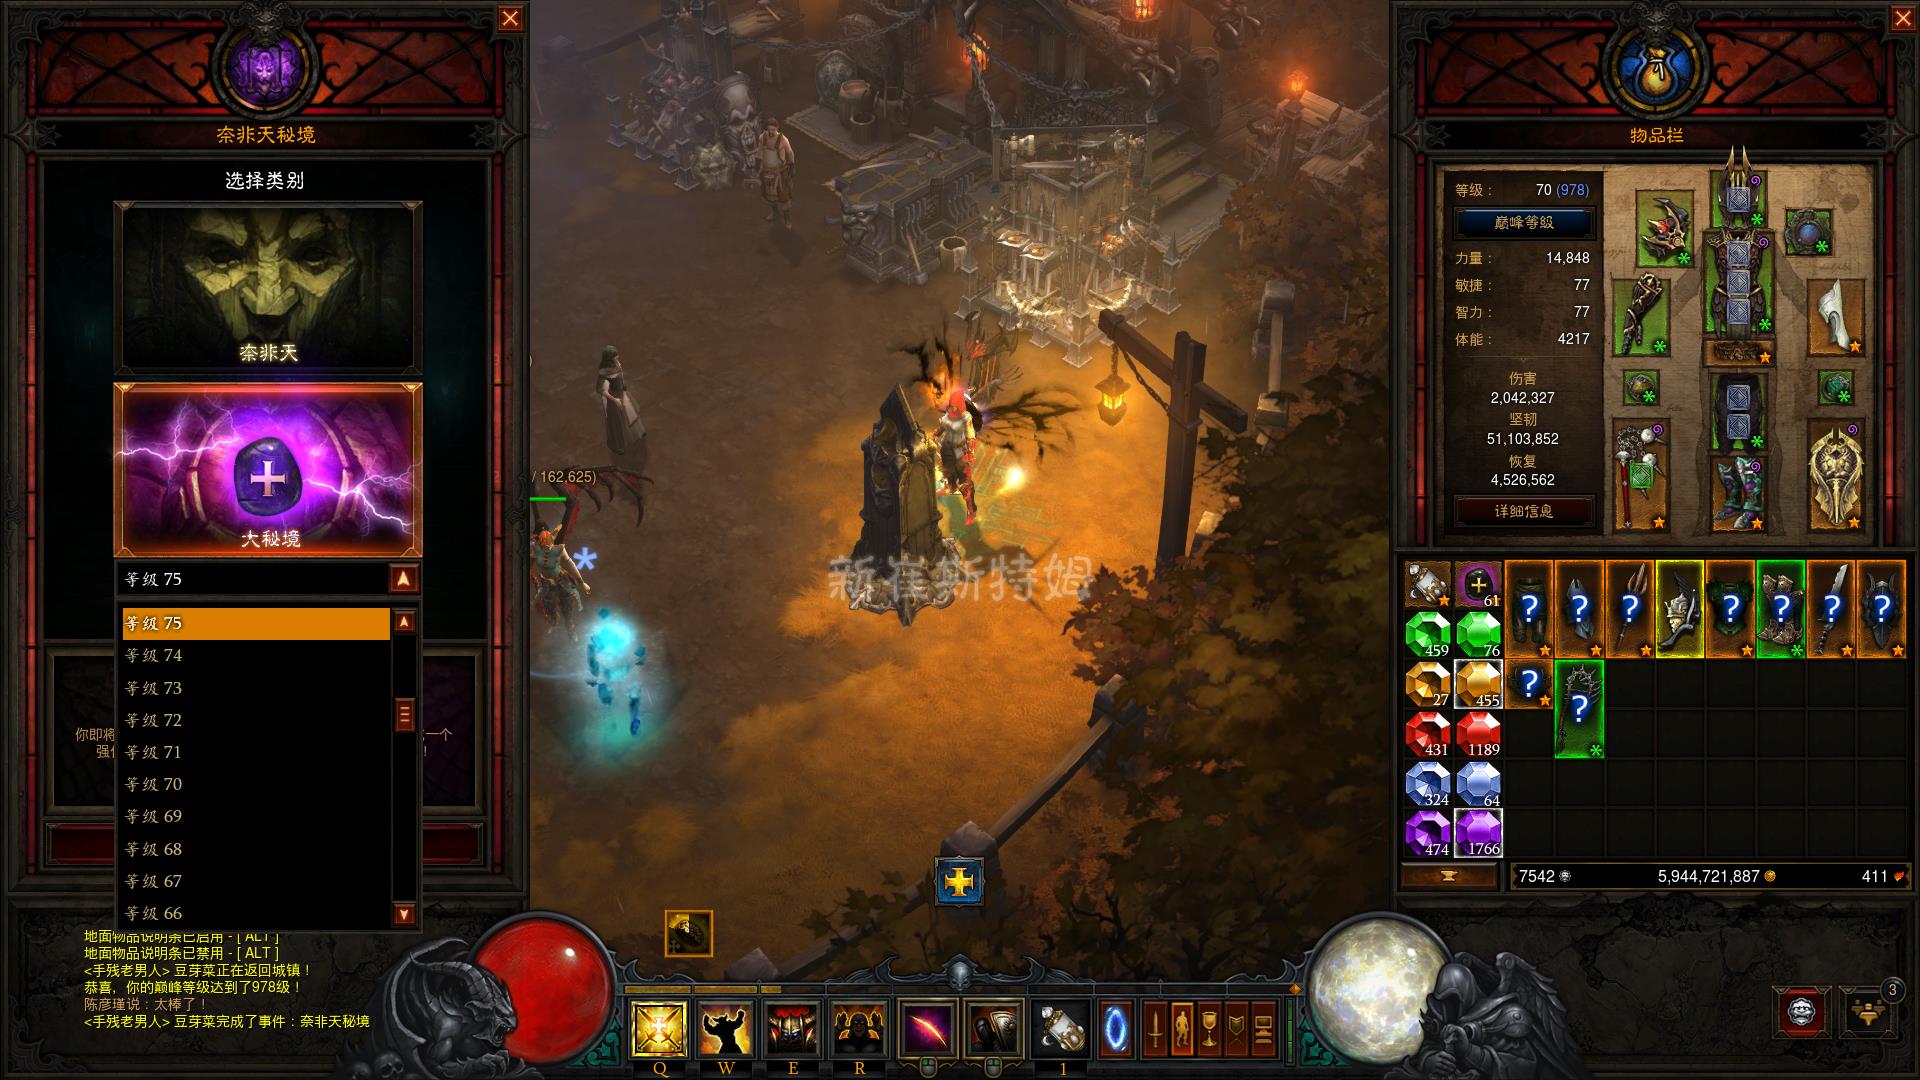 奈非天秘境
选择类别
奈非天
大秘境
等级 75
等级 75
等级 74
等级 73
等级 72
等级 71
等级 70
等级 69
等级 68
等级 67
等级 66
你即将
一个
强
!
地面物品说明条已启用 - [ ALT ]
地面物品说明条已禁用 - [ ALT ]
<手残老男人> 豆芽菜正在返回城镇！
恭喜，你的巅峰等级达到了978级！
陈彦瑾说：太棒了！
<手残老男人> 豆芽菜完成了事件：奈非天秘境
/ 162,625)
新崔斯特姆
Q
W
E
R
1
物品栏
等级： 70 (978)
巅峰等级
力量： 14,848
敏捷： 77
智力： 77
体能： 4217
伤害
2,042,327
坚韧
51,103,852
恢复
4,526,562
详细信息
61
? ? ? ? ? ? ?
459 76
27 455 ? ?
431 1189
324 64
474 1766
7542 5,944,721,887 411
3